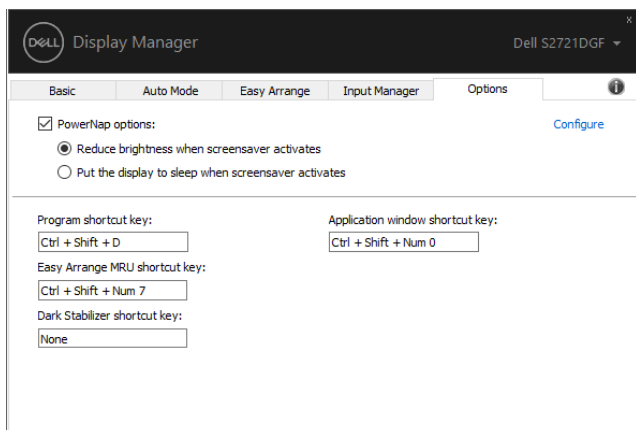 x
DELL Display Manager Dell S2721DGF
Basic Auto Mode Easy Arrange Input Manager Options i
PowerNap options: Configure
Reduce brightness when screensaver activates
Put the display to sleep when screensaver activates
Program shortcut key: Application window shortcut key:
Ctrl + Shift + D Ctrl + Shift + Num 0
Easy Arrange MRU shortcut key:
Ctrl + Shift + Num 7
Dark Stabilizer shortcut key:
None